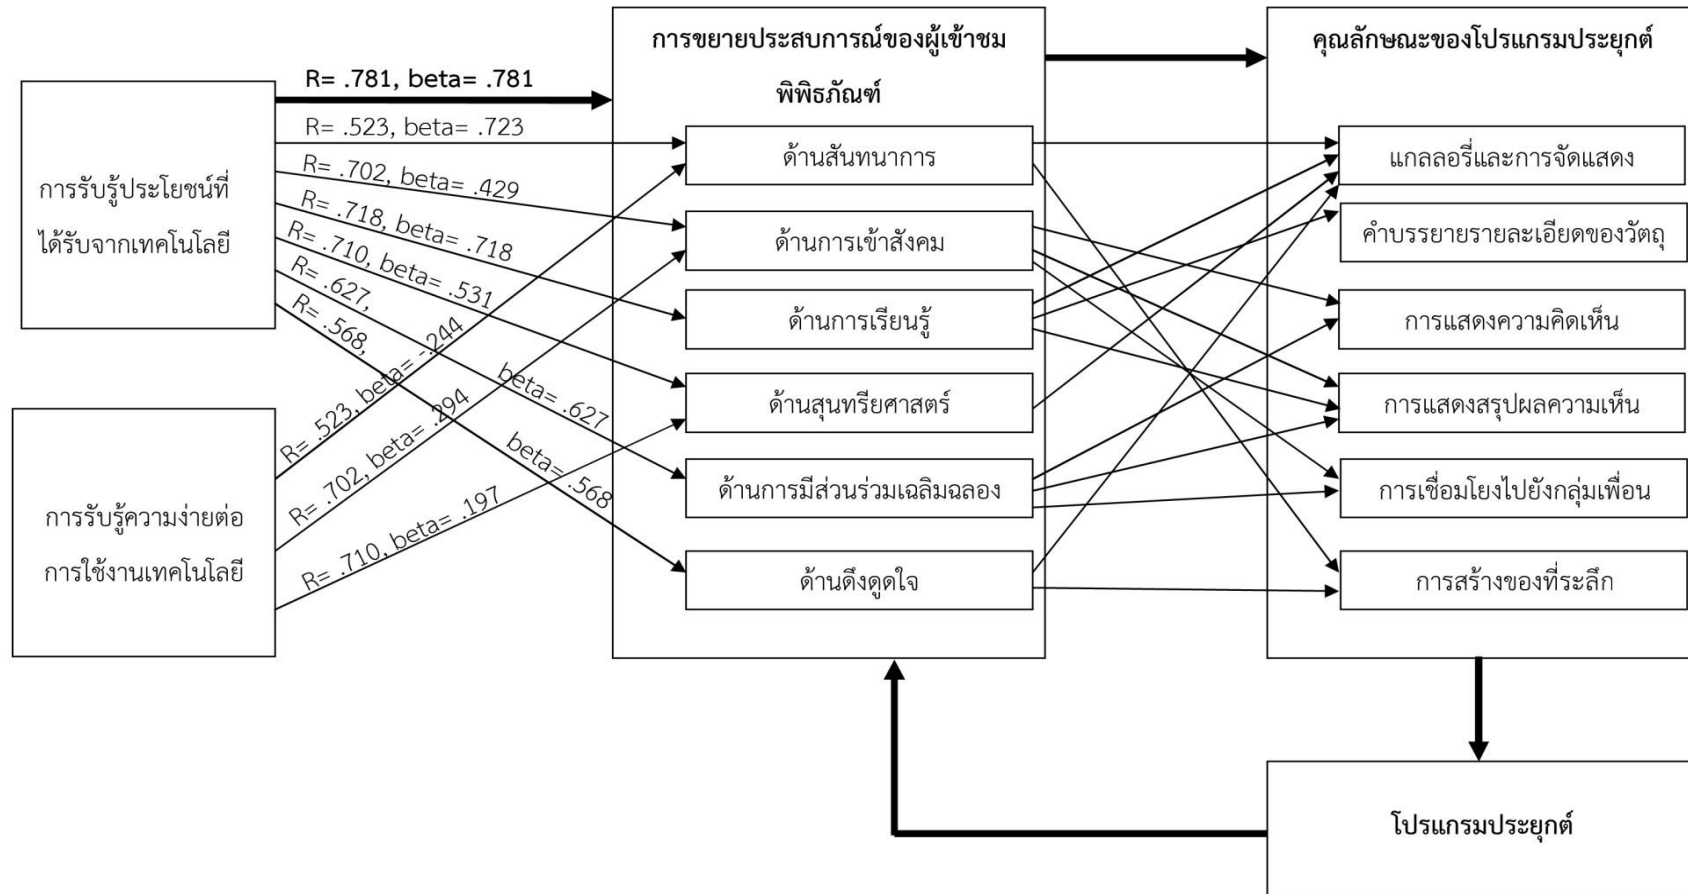 การรับรู้ประโยชน์ที่
ได้รับจากเทคโนโลยี
การรับรู้ความง่ายต่อ
การใช้งานเทคโนโลยี
R= .781, beta= .781
R= .523, beta= .723
R= .702, beta= .429
R= .718, beta= .718
R= .710, beta= .531
R= .627,
beta= .627
R= .568,
beta= .568
R= .523, beta= -.244
R= .702, beta= .294
R= .710, beta= .197
การขยายประสบการณ์ของผู้เข้าชม
พิพิธภัณฑ์
ด้านสันทนาการ
ด้านการเข้าสังคม
ด้านการเรียนรู้
ด้านสุนทรียศาสตร์
ด้านการมีส่วนร่วมเฉลิมฉลอง
ด้านดึงดูดใจ
คุณลักษณะของโปรแกรมประยุกต์
แกลลอรี่และการจัดแสดง
คำบรรยายรายละเอียดของวัตถุ
การแสดงความคิดเห็น
การแสดงสรุปผลความเห็น
การเชื่อมโยงไปยังกลุ่มเพื่อน
การสร้างของที่ระลึก
โปรแกรมประยุกต์